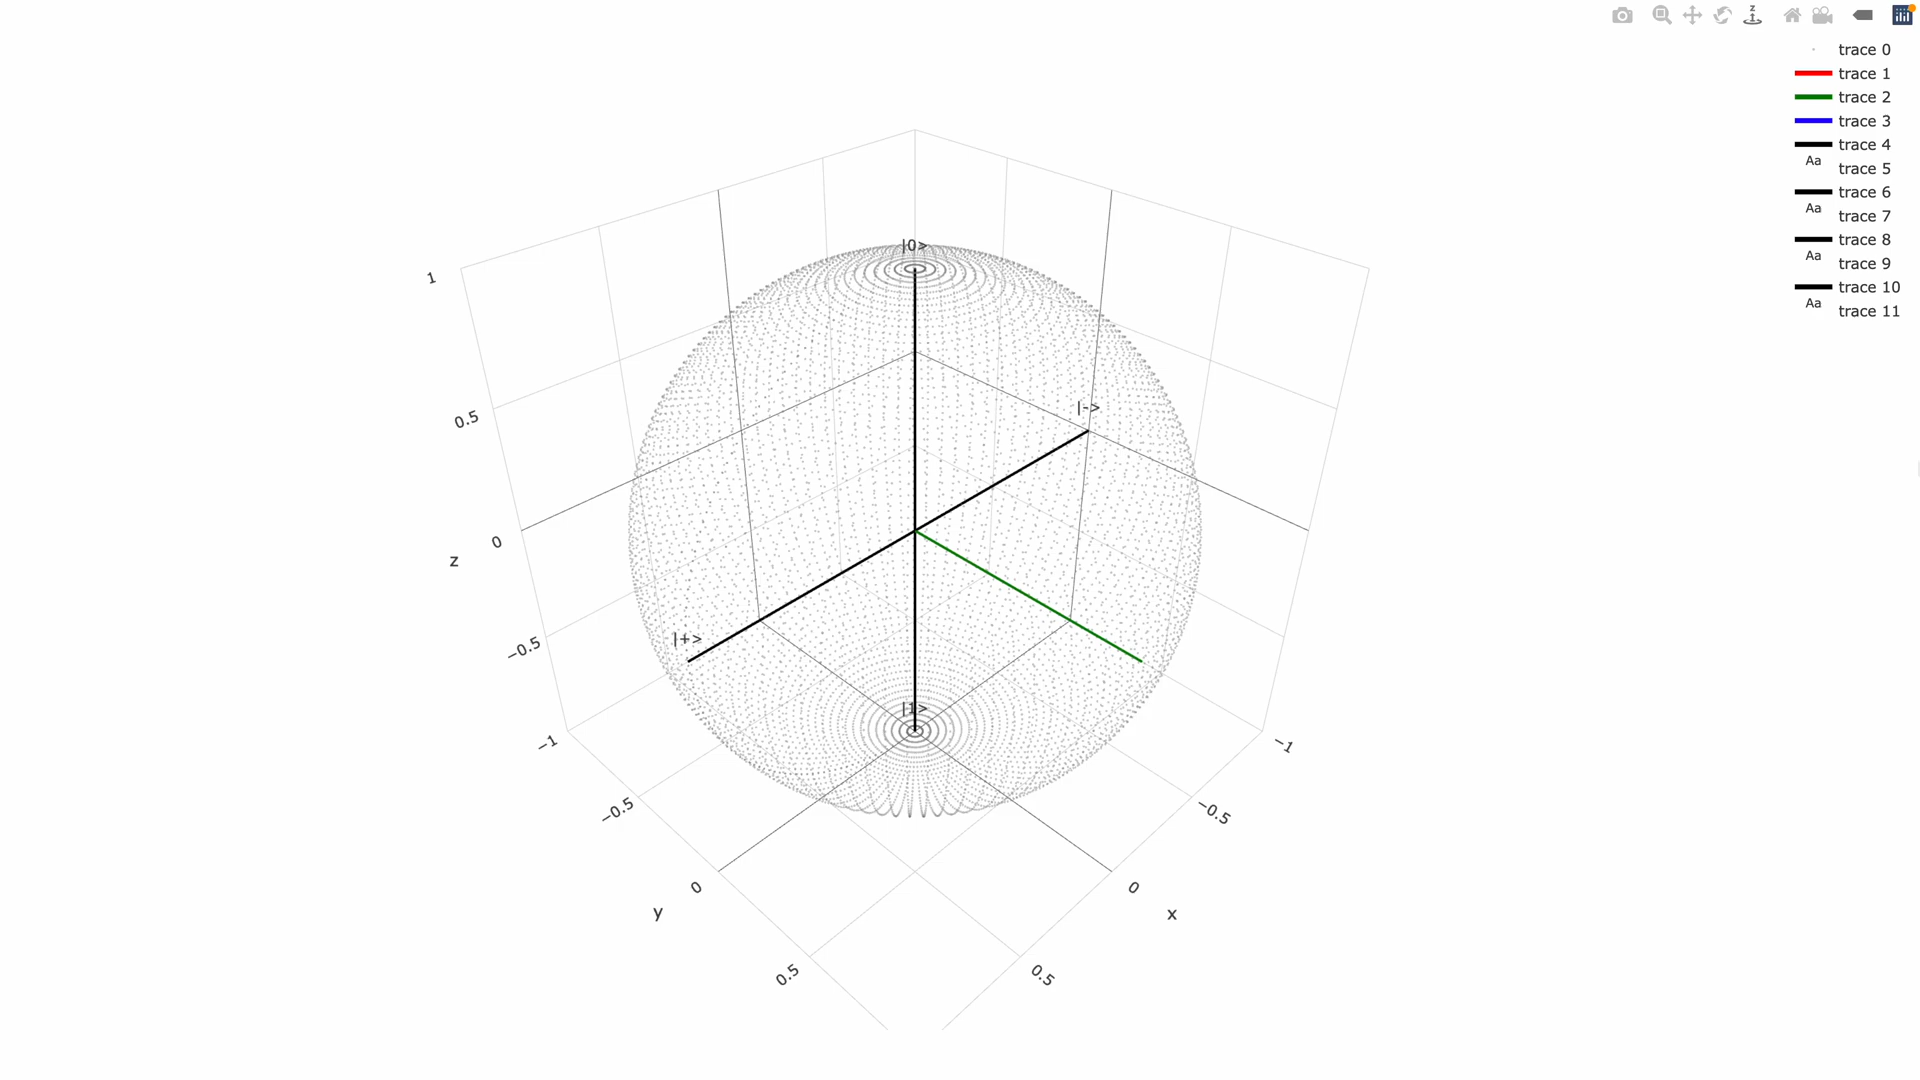 z
trace 0
trace 1
trace 2
trace 3
trace 4
Aa
trace 5
trace 6
Aa
trace 7
trace 8
Aa
trace 9
trace 10
Aa
trace 11
|0>
|->
|+>
|1>
1
0.5
0
−0.5
−1
z
−1
−0.5
0
0.5
y
−0.5
0
0.5
x